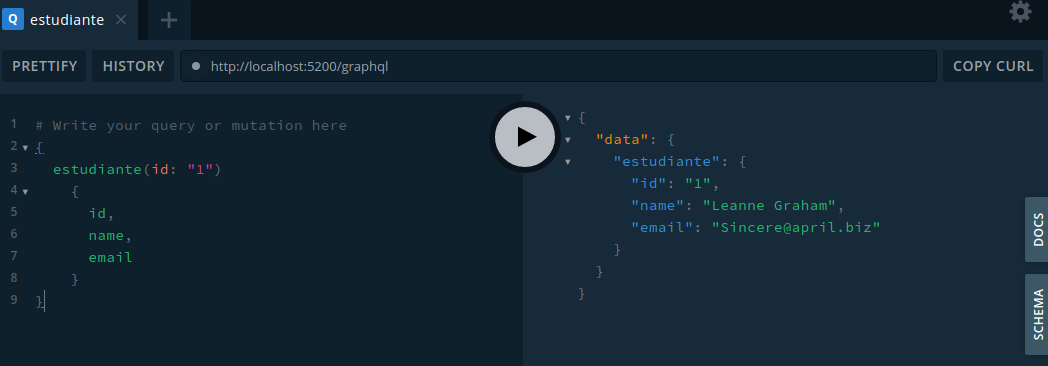 Q estudiante × +
PRETTIFY HISTORY http://localhost:5200/graphql COPY CURL
1 # Write your query or mutation here
2 {
3 estudiante(id: "1")
4 {
5 id,
6 name,
7 email
8 }
9 }
{
"data": {
"estudiante": {
"id": "1",
"name": "Leanne Graham",
"email": "Sincere@april.biz"
}
}
}
DOCS
SCHEMA